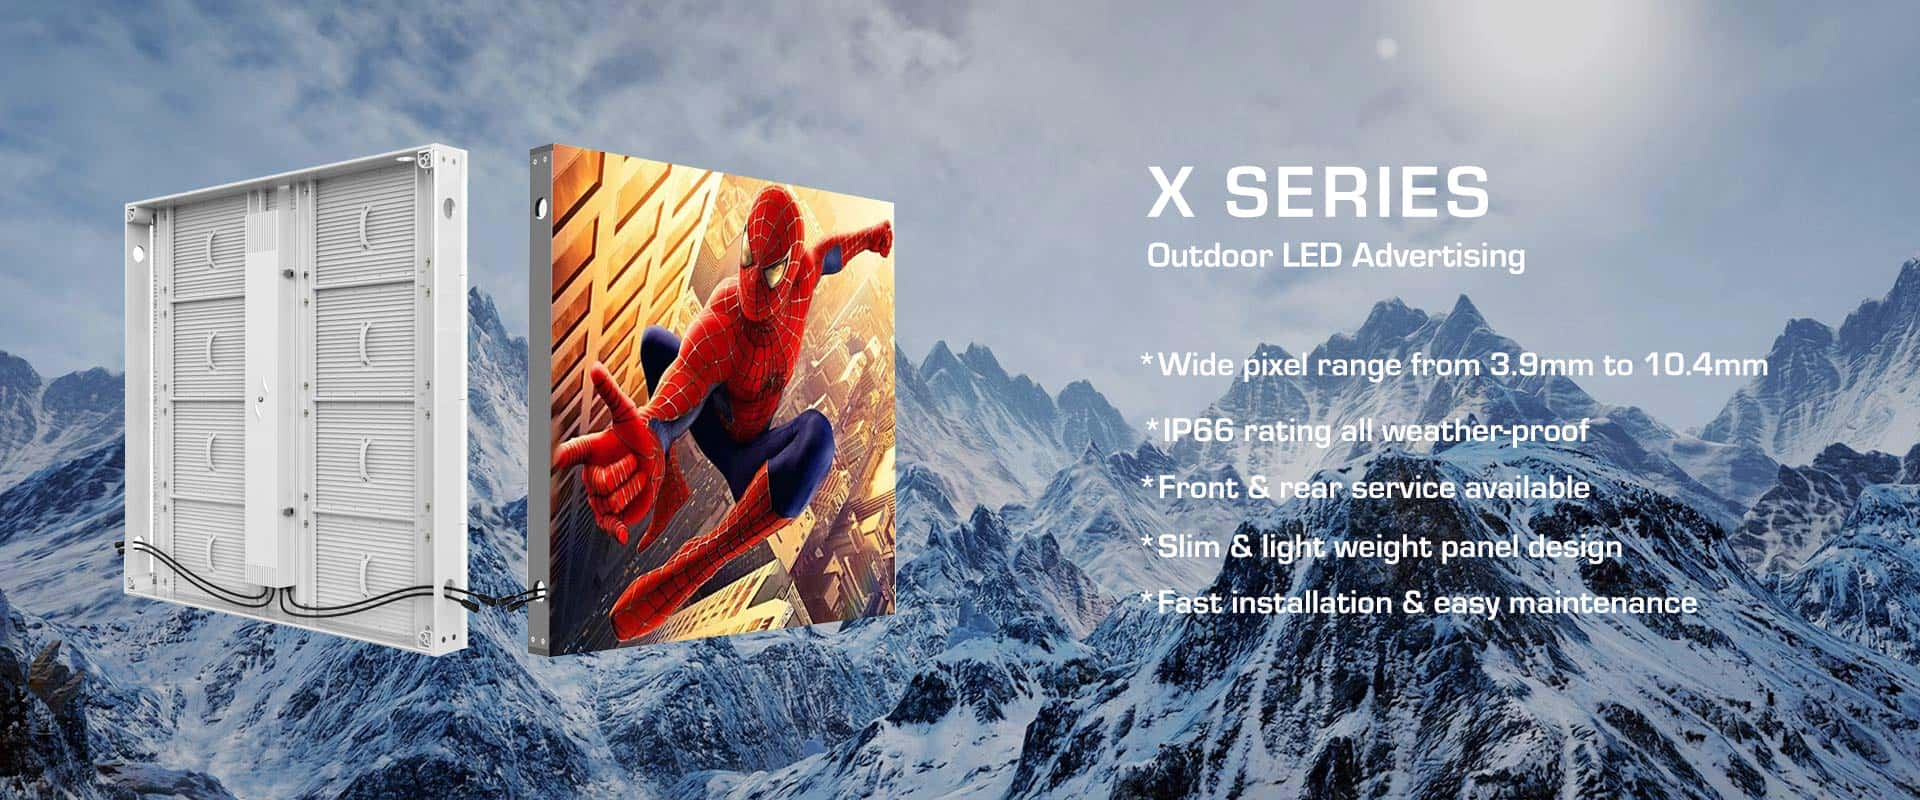 X SERIES
Outdoor LED Advertising
*Wide pixel range from 3.9mm to 10.4mm
*IP66 rating all weather-proof
*Front & rear service available
*Slim & light weight panel design
*Fast installation & easy maintenance